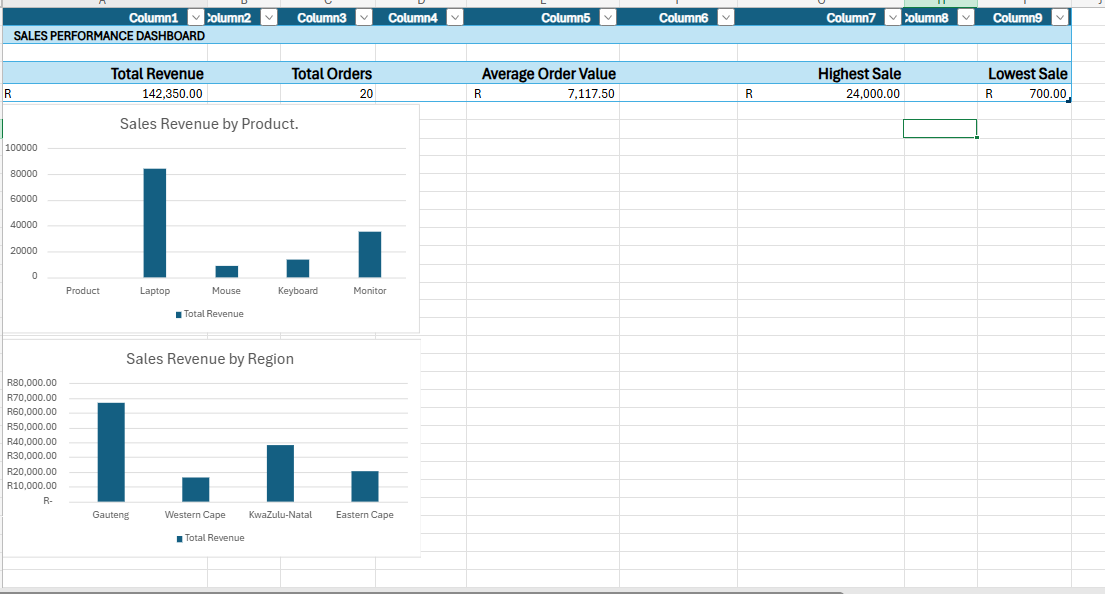 Column1 Column2 Column3 Column4 Column5 Column6 Column7 Column8 Column9
SALES PERFORMANCE DASHBOARD
Total Revenue Total Orders Average Order Value Highest Sale Lowest Sale
R 142,350.00 20 R 7,117.50 R 24,000.00 R 700.00
Sales Revenue by Product.
100000
80000
60000
40000
20000
0
Product Laptop Mouse Keyboard Monitor
Total Revenue
Sales Revenue by Region
R80,000.00
R70,000.00
R60,000.00
R50,000.00
R40,000.00
R30,000.00
R20,000.00
R10,000.00
R-
Gauteng Western Cape KwaZulu-Natal Eastern Cape
Total Revenue